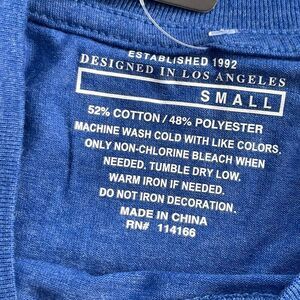 ESTABLISHED 1992
DESIGNED IN LOS ANGELES
SMALL
52% COTTON / 48% POLYESTER
MACHINE WASH COLD WITH LIKE COLORS.
ONLY NON-CHLORINE BLEACH WHEN
NEEDED. TUMBLE DRY LOW.
WARM IRON IF NEEDED.
DO NOT IRON DECORATION.
MADE IN CHINA
RN# 114166